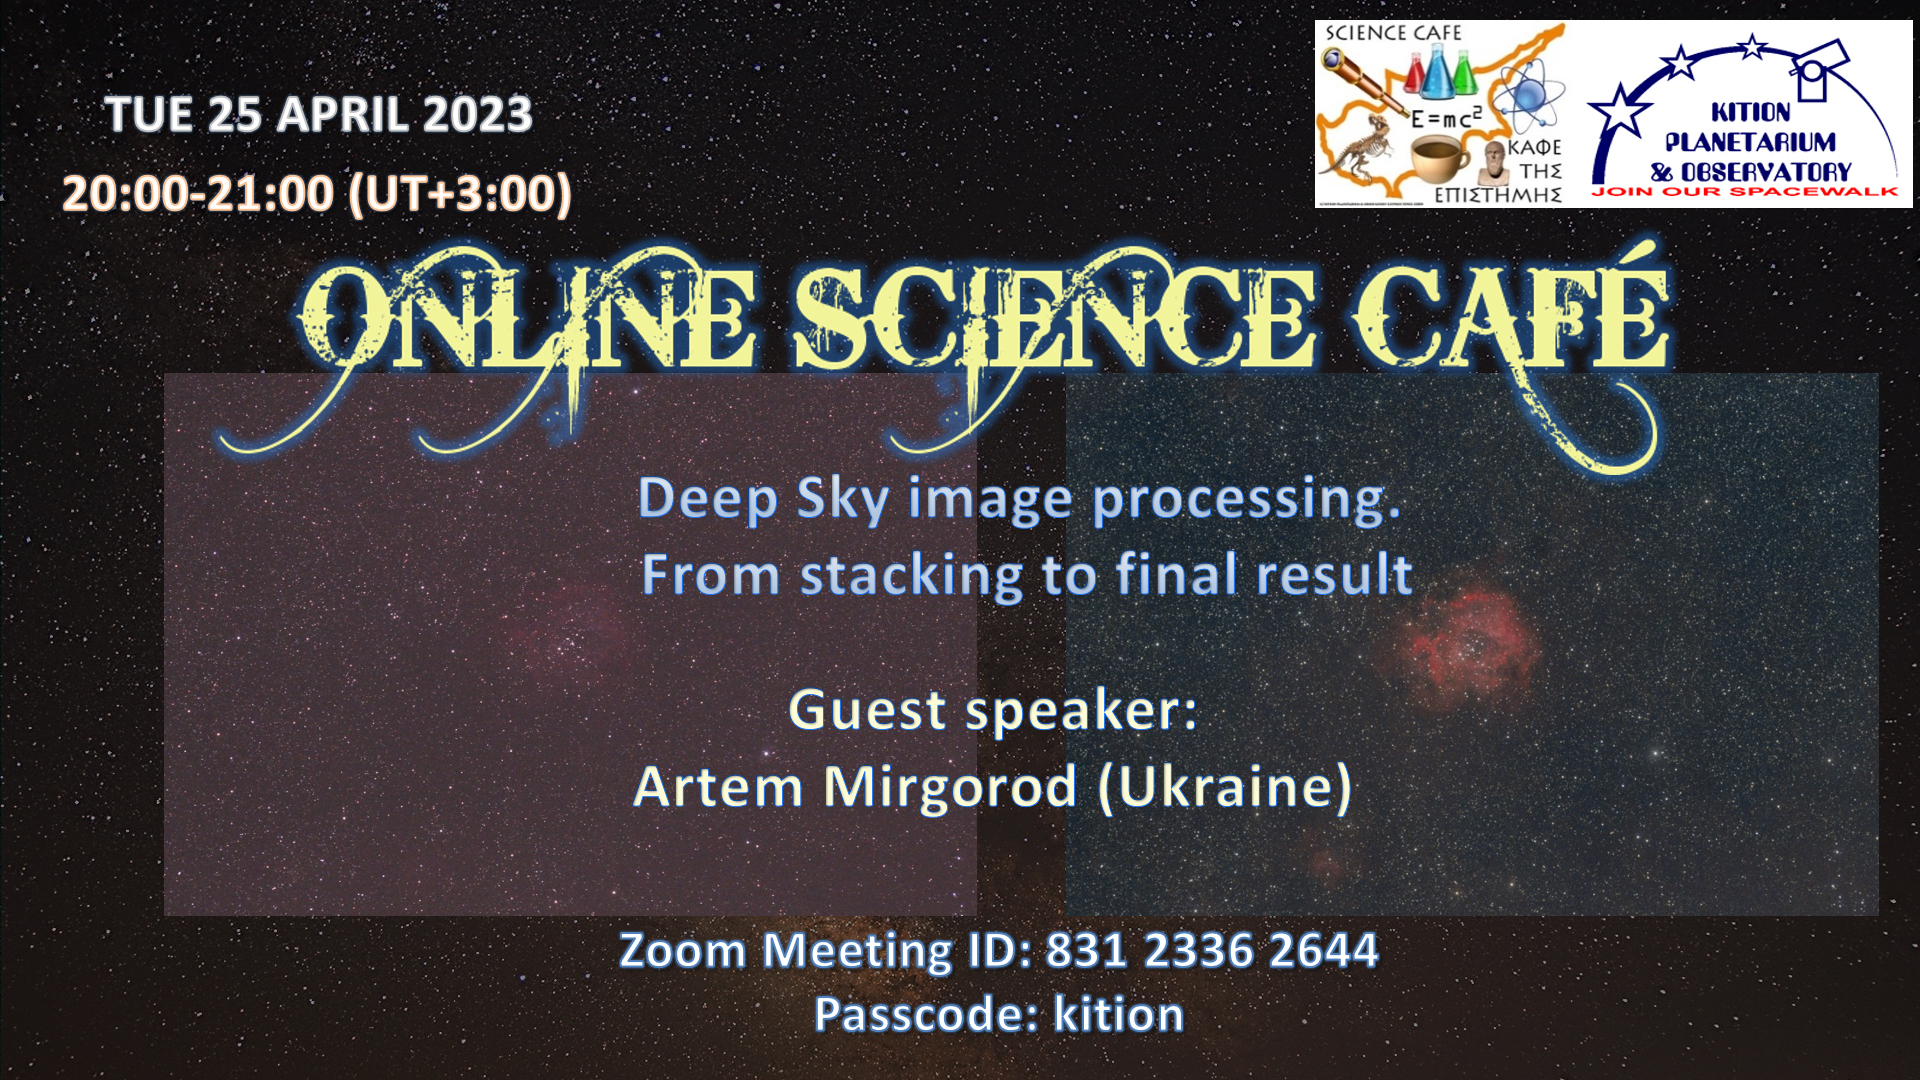 TUE 25 APRIL 2023
20:00-21:00 (UT+3:00)
SCIENCE CAFE
E=mc²
ΚΑΦΕ
ΤΗΣ
ΕΠΙΣΤΗΜΗΣ
KITION
PLANETARIUM
& OBSERVATORY
JOIN OUR SPACEWALK
ONLINE SCIENCE CAFÉ
Deep Sky image processing.
From stacking to final result
Guest speaker:
Artem Mirgorod (Ukraine)
Zoom Meeting ID: 831 2336 2644
Passcode: kition